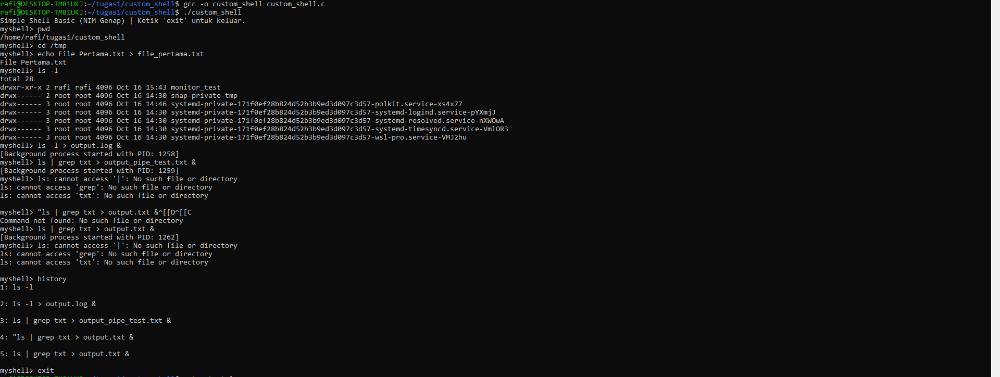 rafi@DESKTOP-TM81UKJ:~/tugas1/custom_shell$ gcc -o custom_shell custom_shell.c
rafi@DESKTOP-TM81UKJ:~/tugas1/custom_shell$ ./custom_shell
Simple Shell Basic (NIM Genap) | Ketik 'exit' untuk keluar.
myshell> pwd
/home/rafi/tugas1/custom_shell
myshell> cd /tmp
myshell> echo File Pertama.txt > file_pertama.txt
File Pertama.txt
myshell> ls -l
total 28
drwxr-xr-x 2 rafi rafi 4096 Oct 16 15:43 monitor_test
drwx------ 2 root root 4096 Oct 16 14:30 snap-private-tmp
drwx------ 3 root root 4096 Oct 16 14:46 systemd-private-171f0ef28b824d52b3b9ed3d097c3d57-polkit.service-xs4x77
drwx------ 3 root root 4096 Oct 16 14:30 systemd-private-171f0ef28b824d52b3b9ed3d097c3d57-systemd-logind.service-pYXmjJ
drwx------ 3 root root 4096 Oct 16 14:30 systemd-private-171f0ef28b824d52b3b9ed3d097c3d57-systemd-resolved.service-nXWOwA
drwx------ 3 root root 4096 Oct 16 14:30 systemd-private-171f0ef28b824d52b3b9ed3d097c3d57-systemd-timesyncd.service-VmlOR3
drwx------ 3 root root 4096 Oct 16 14:30 systemd-private-171f0ef28b824d52b3b9ed3d097c3d57-wsl-pro.service-VMJ2hu
myshell> ls -l > output.log &
[Background process started with PID: 1258]
myshell> ls | grep txt > output_pipe_test.txt &
[Background process started with PID: 1259]
myshell> ls: cannot access '|': No such file or directory
ls: cannot access 'grep': No such file or directory
ls: cannot access 'txt': No such file or directory
myshell> "ls | grep txt > output.txt &^[[D^[[C
Command not found: No such file or directory
myshell> ls | grep txt > output.txt &
[Background process started with PID: 1262]
myshell> ls: cannot access '|': No such file or directory
ls: cannot access 'grep': No such file or directory
ls: cannot access 'txt': No such file or directory
myshell> history
1: ls -l
2: ls -l > output.log &
3: ls | grep txt > output_pipe_test.txt &
4: "ls | grep txt > output.txt &
5: ls | grep txt > output.txt &
myshell> exit